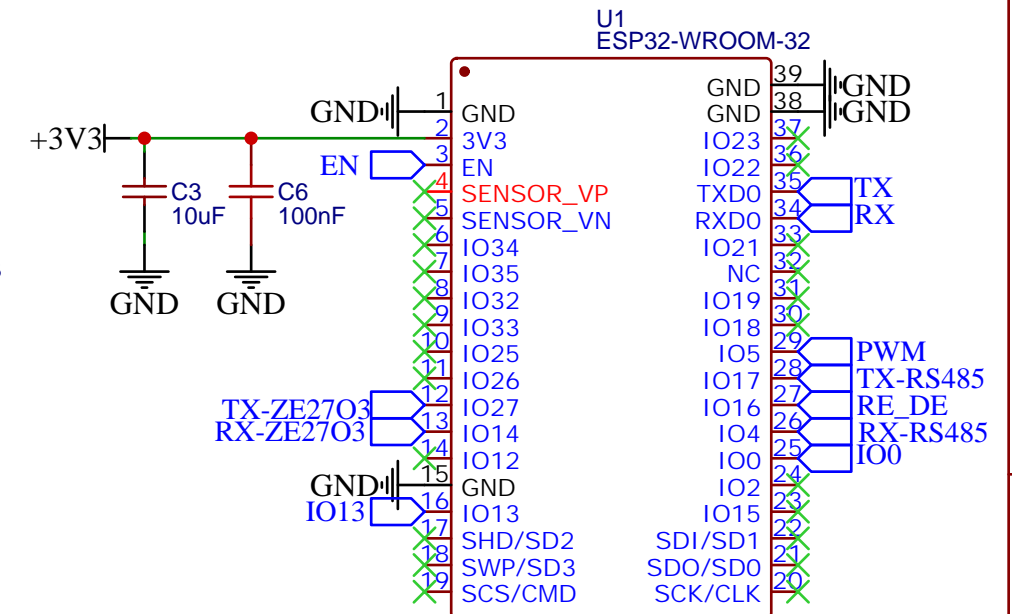 U1
ESP32-WROOM-32
GND 1 GND
+3V3 2 3V3
EN 3 EN
4 SENSOR_VP
5 SENSOR_VN
6 IO34
7 IO35
8 IO32
9 IO33
10 IO25
11 IO26
TX-ZE27O3 12 IO27
RX-ZE27O3 13 IO14
14 IO12
GND 15 GND
IO13 16 IO13
17 SHD/SD2
18 SWP/SD3
19 SCS/CMD
C3
10uF
C6
100nF
GND
GND
GND 39 GND
GND 38 GND
IO23 37
IO22 36
TXD0 35 TX
RXD0 34 RX
IO21 33
NC 32
IO19 31
IO18 30
IO5 29 PWM
IO17 28 TX-RS485
IO16 27 RE_DE
IO4 26 RX-RS485
IO0 25 IO0
IO2 24
IO15 23
SDI/SD1 22
SDO/SD0 21
SCK/CLK 20